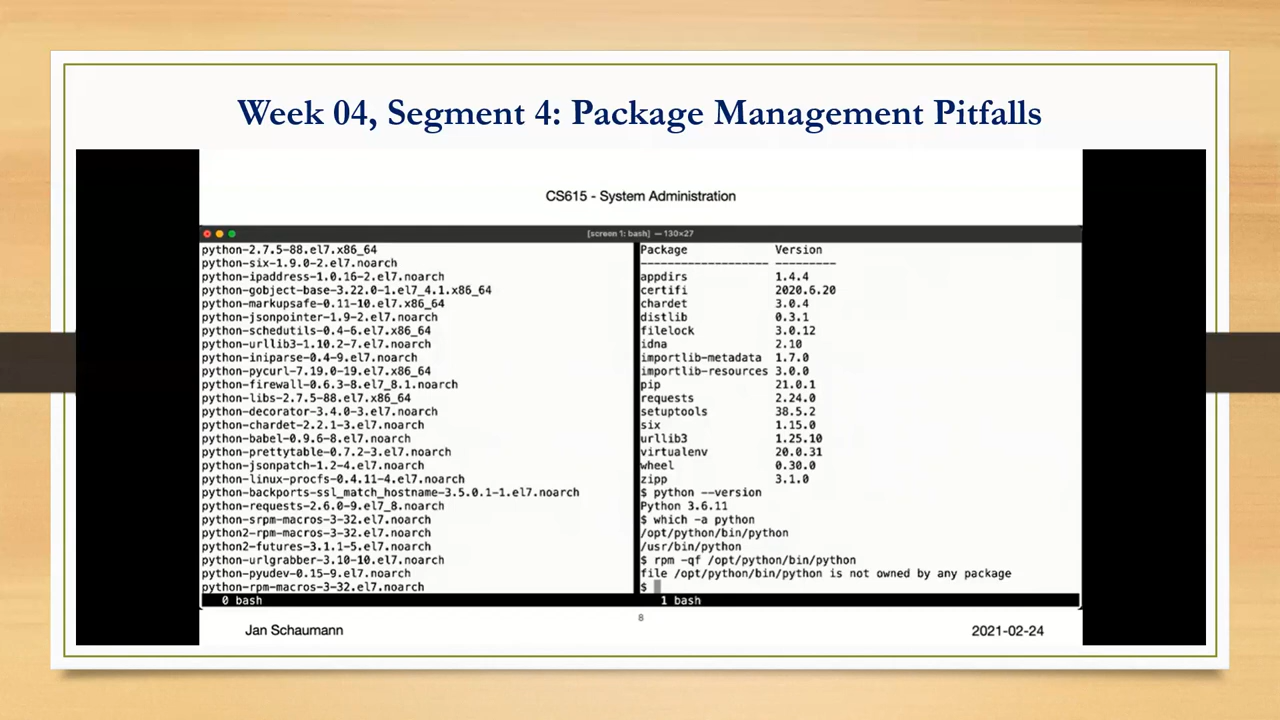 Week 04, Segment 4: Package Management Pitfalls
CS615 - System Administration
[screen 1: bash] — 130×27
python-2.7.5-88.el7.x86_64
python-six-1.9.0-2.el7.noarch
python-ipaddress-1.0.16-2.el7.noarch
python-gobject-base-3.22.0-1.el7_4.1.x86_64
python-markupsafe-0.11-10.el7.x86_64
python-jsonpointer-1.9-2.el7.noarch
python-schedutils-0.4-6.el7.x86_64
python-urllib3-1.10.2-7.el7.noarch
python-iniparse-0.4-9.el7.noarch
python-pycurl-7.19.0-19.el7.x86_64
python-firewall-0.6.3-8.el7_8.1.noarch
python-libs-2.7.5-88.el7.x86_64
python-decorator-3.4.0-3.el7.noarch
python-chardet-2.2.1-3.el7.noarch
python-babel-0.9.6-8.el7.noarch
python-prettytable-0.7.2-3.el7.noarch
python-jsonpatch-1.2-4.el7.noarch
python-linux-procfs-0.4.11-4.el7.noarch
python-backports-ssl_match_hostname-3.5.0.1-1.el7.noarch
python-requests-2.6.0-9.el7_8.noarch
python-srpm-macros-3-32.el7.noarch
python2-rpm-macros-3-32.el7.noarch
python2-futures-3.1.1-5.el7.noarch
python-urlgrabber-3.10-10.el7.noarch
python-pyudev-0.15-9.el7.noarch
python-rpm-macros-3-32.el7.noarch
0 bash
Package Version
------------------- ---------
appdirs 1.4.4
certifi 2020.6.20
chardet 3.0.4
distlib 0.3.1
filelock 3.0.12
idna 2.10
importlib-metadata 1.7.0
importlib-resources 3.0.0
pip 21.0.1
requests 2.24.0
setuptools 38.5.2
six 1.15.0
urllib3 1.25.10
virtualenv 20.0.31
wheel 0.30.0
zipp 3.1.0
$ python --version
Python 3.6.11
$ which -a python
/opt/python/bin/python
/usr/bin/python
$ rpm -qf /opt/python/bin/python
file /opt/python/bin/python is not owned by any package
$
1 bash
8
Jan Schaumann
2021-02-24